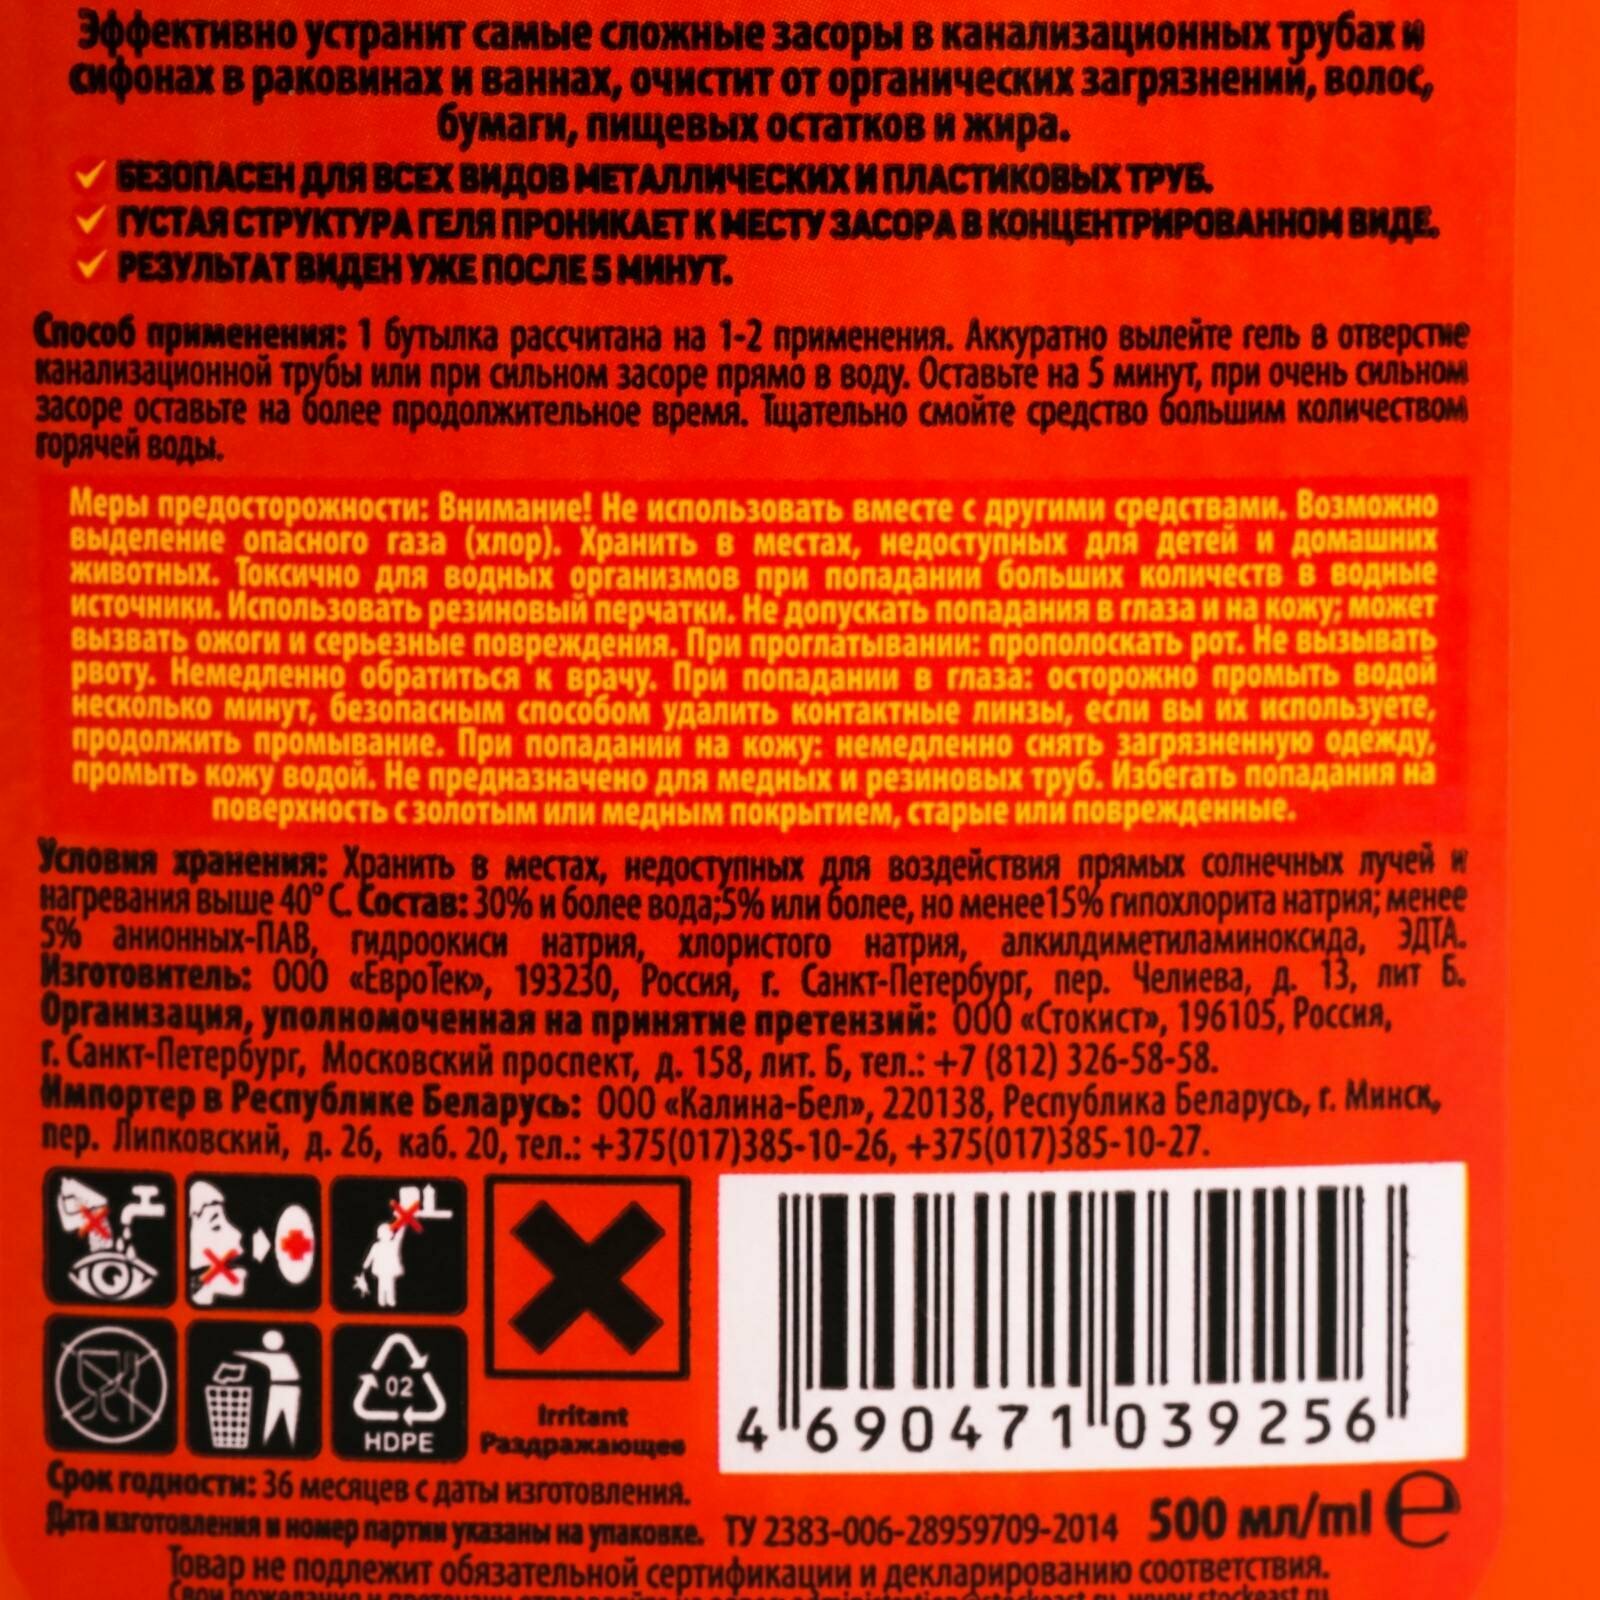 Эффективно устранит самые сложные засоры в канализационных трубах и
сифонах в раковинах и ваннах, очистит от органических загрязнений, волос,
бумаги, пищевых остатков и жира.
БЕЗОПАСЕН ДЛЯ ВСЕХ ВИДОВ МЕТАЛЛИЧЕСКИХ И ПЛАСТИКОВЫХ ТРУБ.
ГУСТАЯ СТРУКТУРА ГЕЛЯ ПРОНИКАЕТ К МЕСТУ ЗАСОРА В КОНЦЕНТРИРОВАННОМ ВИДЕ.
РЕЗУЛЬТАТ ВИДЕН УЖЕ ПОСЛЕ 5 МИНУТ.
Способ применения: 1 бутылка рассчитана на 1-2 применения. Аккуратно вылейте гель в отверстие
канализационной трубы или при сильном засоре прямо в воду. Оставьте на 5 минут, при очень сильном
засоре оставьте на более продолжительное время. Тщательно смойте средство большим количеством
горячей воды.
Меры предосторожности: Внимание! Не использовать вместе с другими средствами. Возможно
выделение опасного газа (хлор). Хранить в местах, недоступных для детей и домашних
животных. Токсично для водных организмов при попадании больших количеств в водные
источники. Использовать резиновый перчатки. Не допускать попадания в глаза и на кожу; может
вызвать ожоги и серьезные повреждения. При проглатывании: прополоскать рот. Не вызывать
рвоту. Немедленно обратиться к врачу. При попадании в глаза: осторожно промыть водой
несколько минут, безопасным способом удалить контактные линзы, если вы их используете,
продолжить промывание. При попадании на кожу: немедленно снять загрязненную одежду,
промыть кожу водой. Не предназначено для медных и резиновых труб. Избегать попадания на
поверхность с золотым или медным покрытием, старые или поврежденные.
Условия хранения: Хранить в местах, недоступных для воздействия прямых солнечных лучей и
нагревания выше 40° С. Состав: 30% и более вода;5% или более, но менее15% гипохлорита натрия; менее
5% анионных-ПАВ, гидроокиси натрия, хлористого натрия, алкилдиметиламиноксида, ЭДТА.
Изготовитель: ООО «ЕвроТек», 193230, Россия, г. Санкт-Петербург, пер. Челиева, д. 13, лит Б.
Организация, уполномоченная на принятие претензий: ООО «Стокист», 196105, Россия,
г. Санкт-Петербург, Московский проспект, д. 158, лит. Б, тел.: +7 (812) 326-58-58.
Импортер в Республике Беларусь: ООО «Калина-Бел», 220138, Республика Беларусь, г. Минск,
пер. Липковский, д. 26, каб. 20, тел.: +375(017)385-10-26, +375(017)385-10-27.
02
HDPE
Irritant
Раздражающее
4 690471 039256
Срок годности: 36 месяцев с даты изготовления.
Дата изготовления и номер партии указаны на упаковке. ТУ 2383-006-28959709-2014 500 мл/ml e
Товар не подлежит обязательной сертификации и декларированию соответствия.
Свои пожелания и претензии отправляйте на адрес: administration@stockeast.ru, www.stockeast.ru